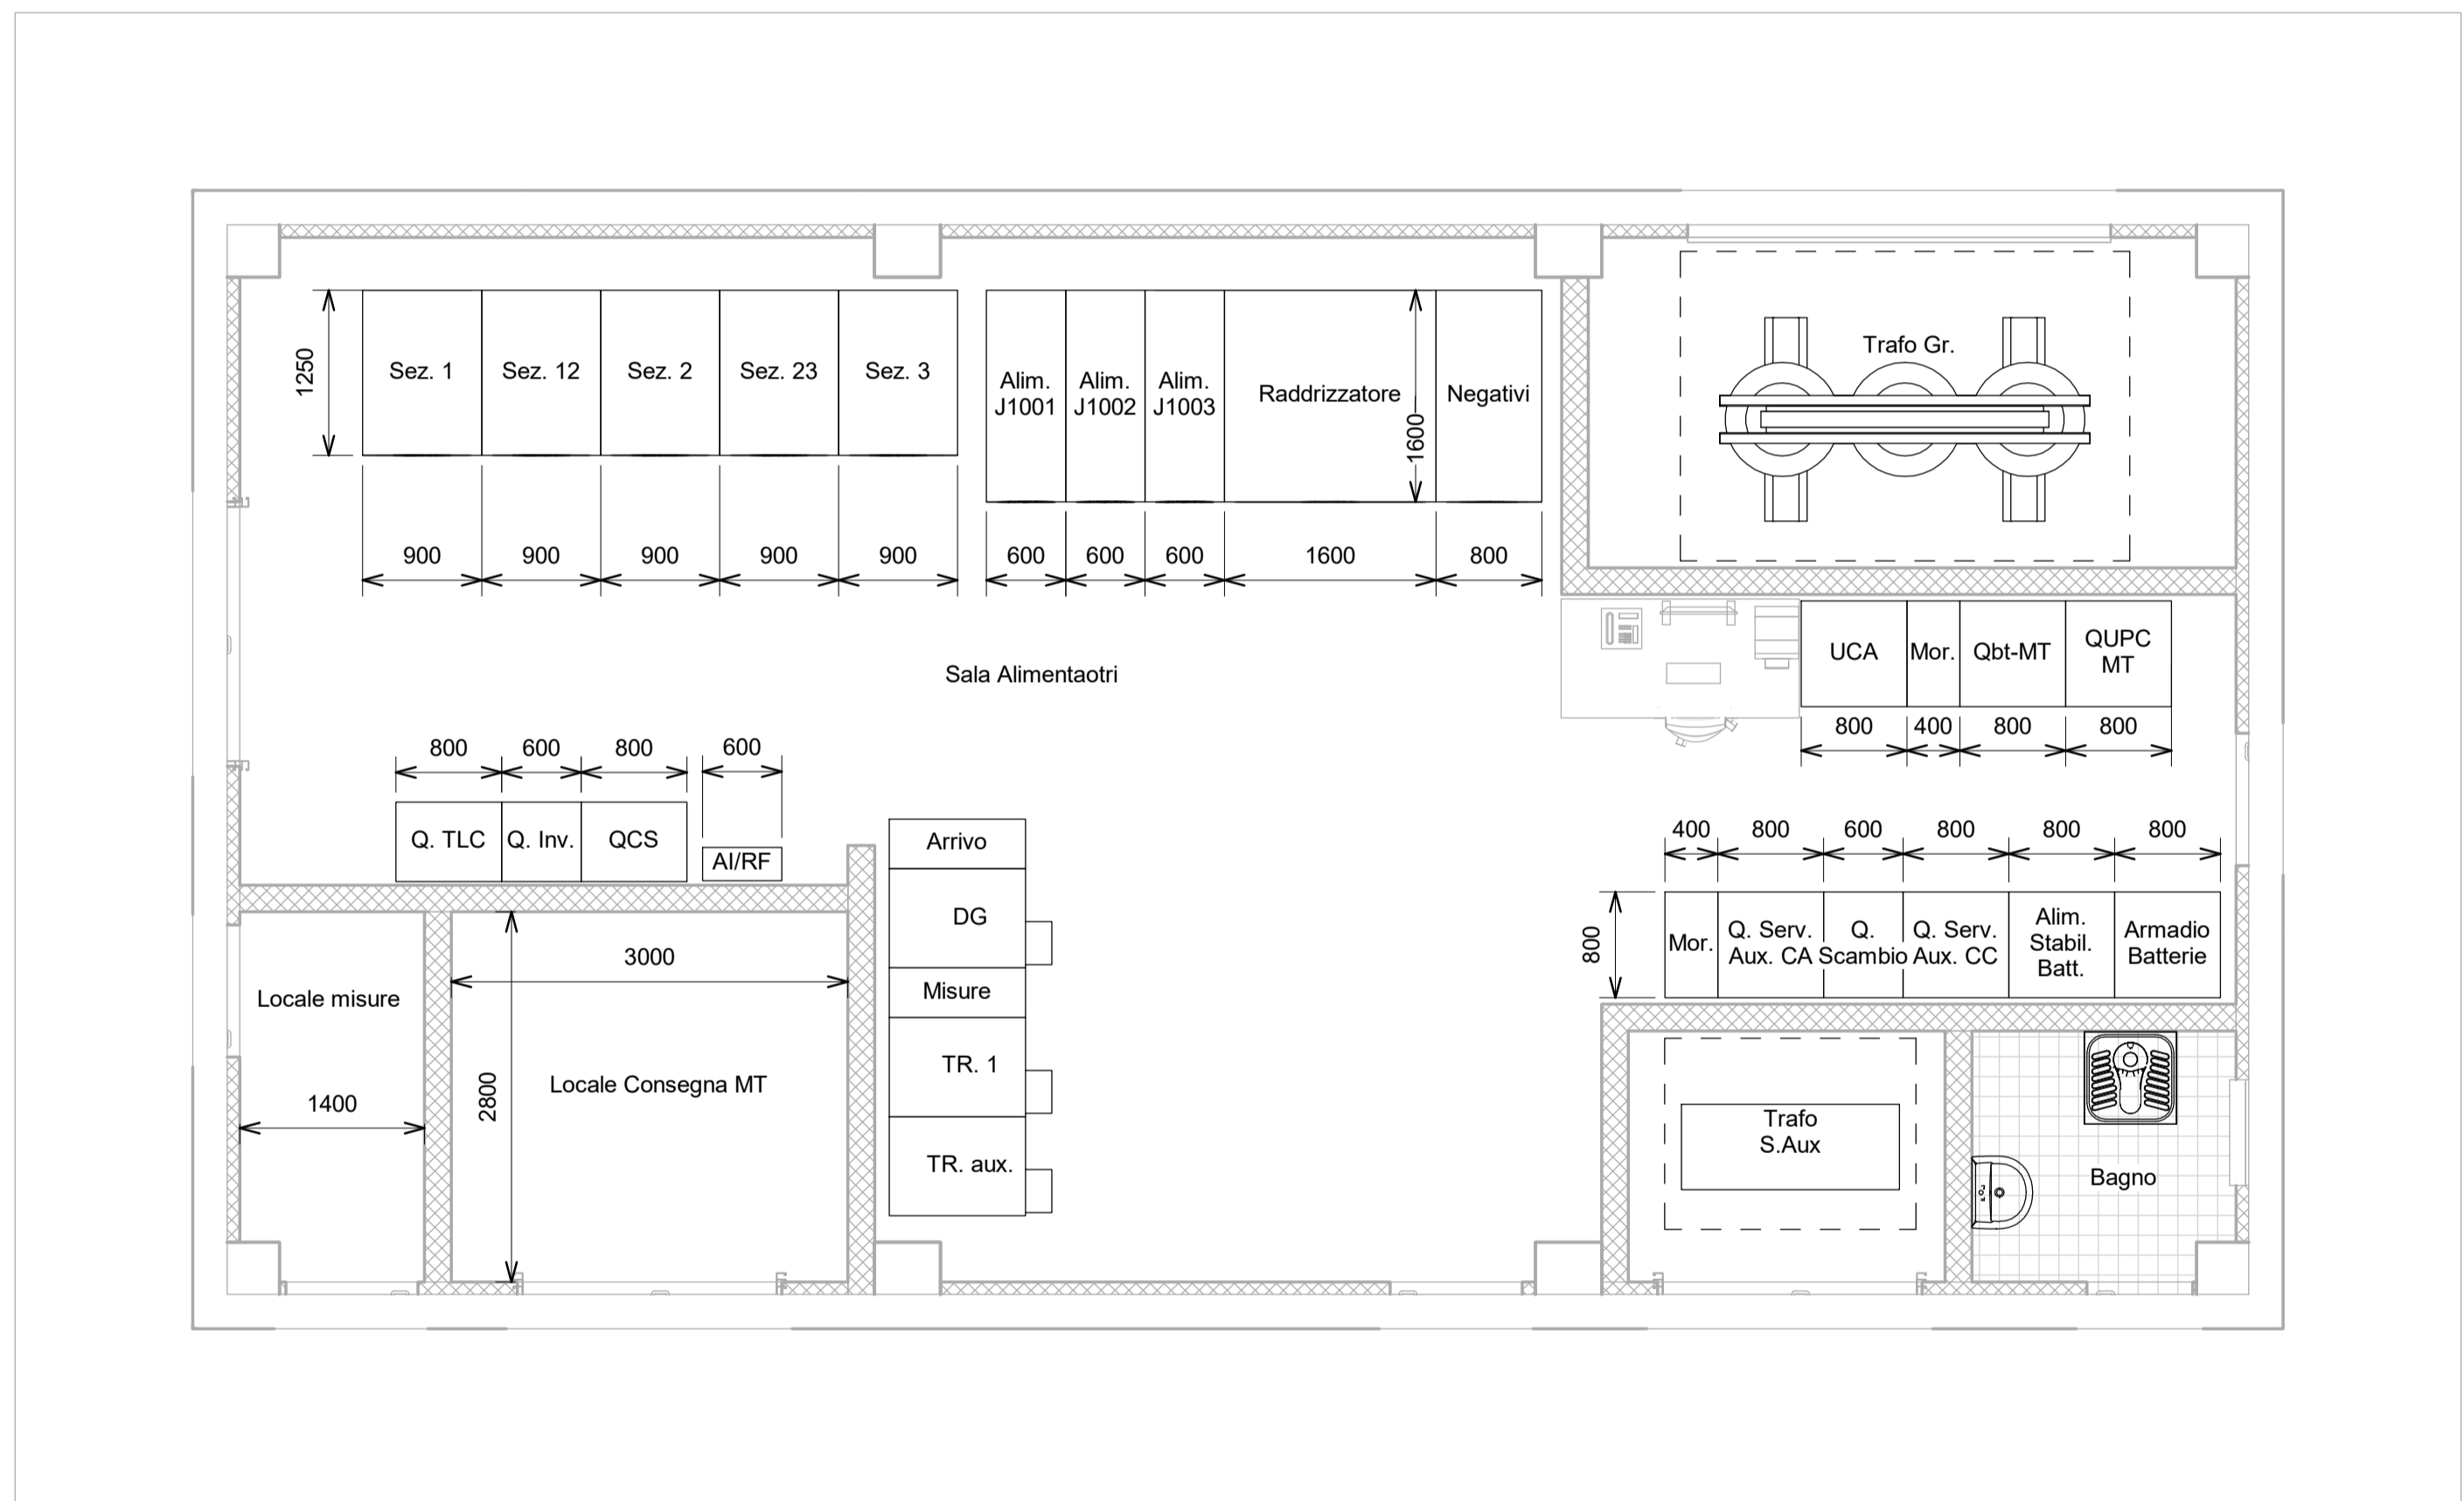 1250
Sez. 1
Sez. 12
Sez. 2
Sez. 23
Sez. 3
900
900
900
900
900
Alim.
J1001
Alim.
J1002
Alim.
J1003
Raddrizzatore
1600
Negativi
600
600
600
1600
800
Trafo Gr.
Sala Alimentaotri
UCA
Mor.
Qbt-MT
QUPC
MT
800
400
800
800
800
600
800
600
Q. TLC
Q. Inv.
QCS
AI/RF
Arrivo
DG
Misure
TR. 1
TR. aux.
400
800
600
800
800
800
800
Mor.
Q. Serv.
Aux. CA
Q.
Scambio
Q. Serv.
Aux. CC
Alim.
Stabil.
Batt.
Armadio
Batterie
Locale misure
1400
3000
2800
Locale Consegna MT
Trafo
S.Aux
Bagno